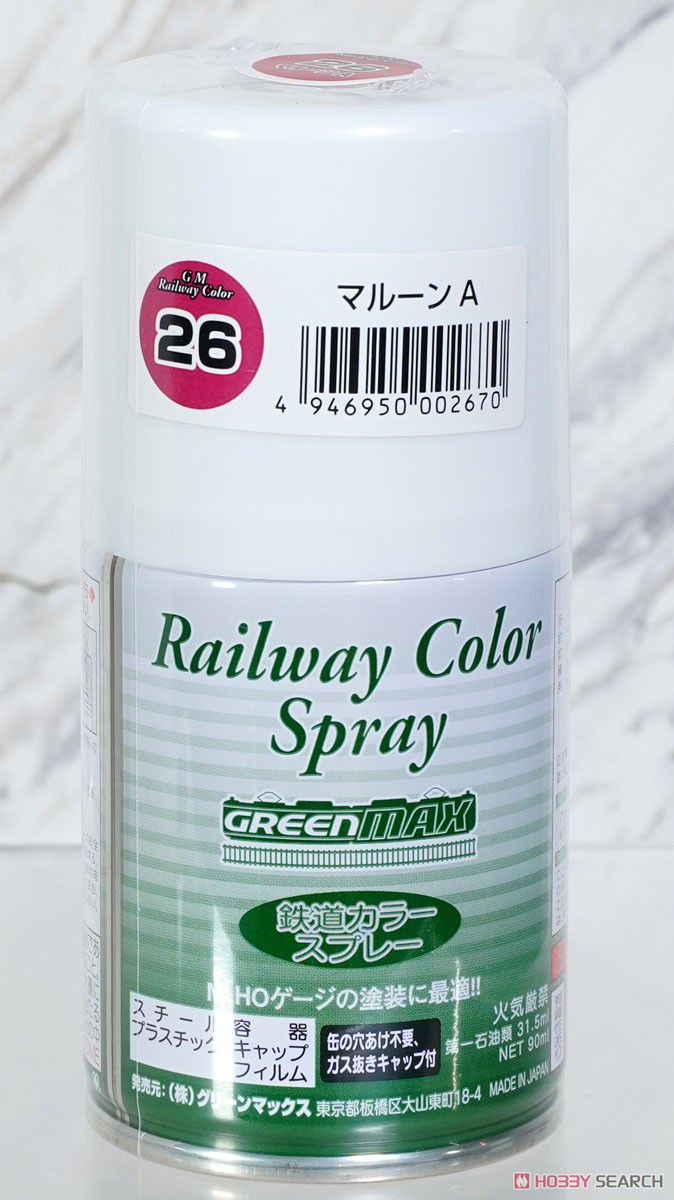 26
G M
Railway Color
26
マルーン A
4 946950 002670
Railway Color
Spray
GREENMAX
鉄道カラー
スプレー
N・HOゲージの塗装に最適!!
スチール容器
プラスチックキャップ
フィルム
缶の穴あけ不要、
ガス抜きキャップ付
火気厳禁
第一石油類 31.5ml
NET 90ml
発売元:(株)グリーンマックス 東京都板橋区大山東町18-4 MADE IN JAPAN
HOBBY SEARCH